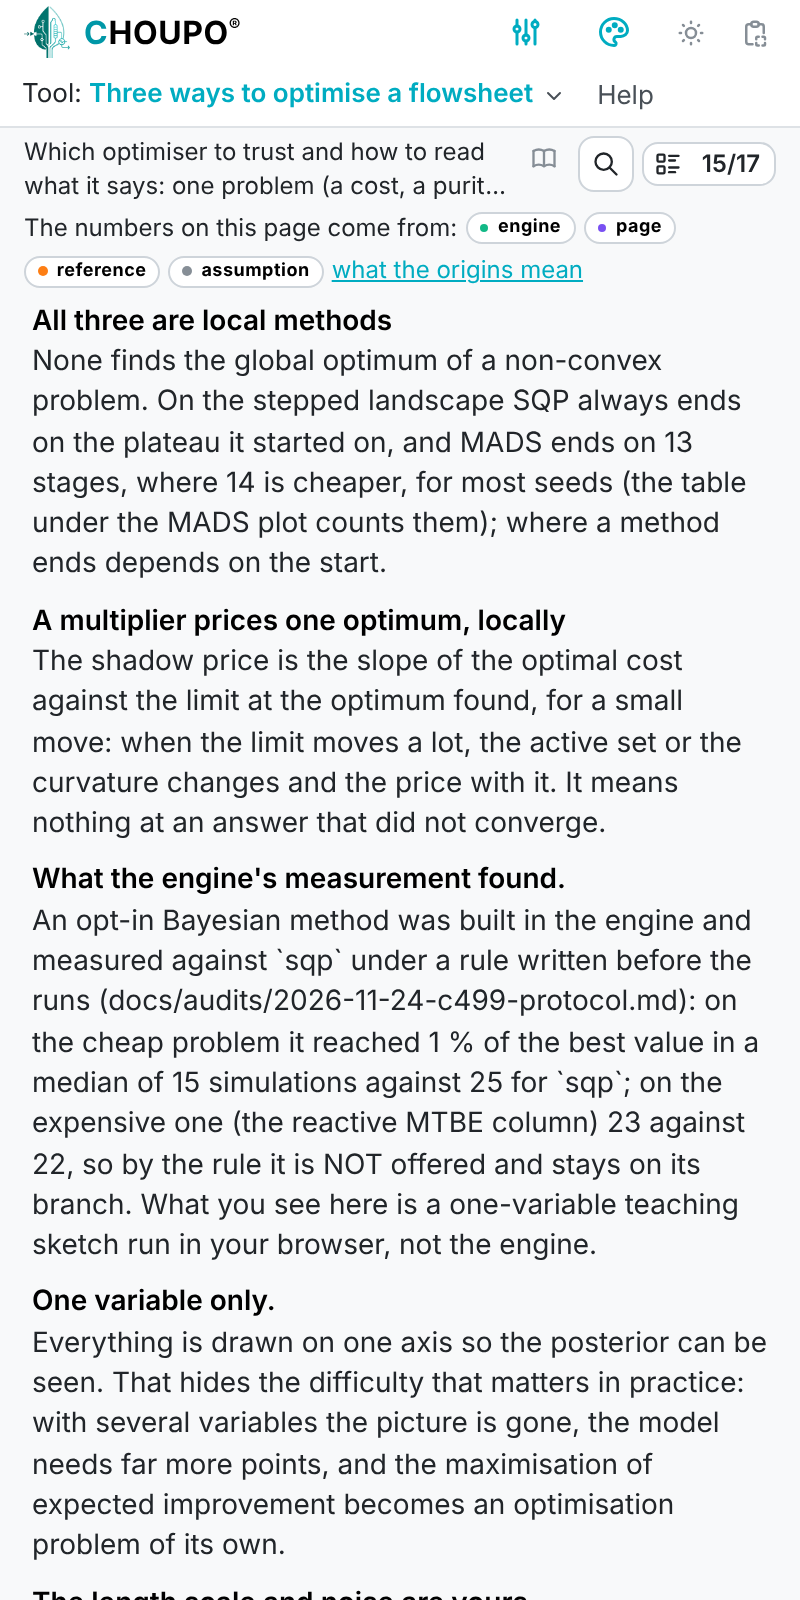 CHOUPO®
Tool: Three ways to optimise a flowsheet
Help
Which optimiser to trust and how to read
what it says: one problem (a cost, a purit...
15/17
The numbers on this page come from: engine page
reference assumption what the origins mean
All three are local methods
None finds the global optimum of a non-convex
problem. On the stepped landscape SQP always ends
on the plateau it started on, and MADS ends on 13
stages, where 14 is cheaper, for most seeds (the table
under the MADS plot counts them); where a method
ends depends on the start.
A multiplier prices one optimum, locally
The shadow price is the slope of the optimal cost
against the limit at the optimum found, for a small
move: when the limit moves a lot, the active set or the
curvature changes and the price with it. It means
nothing at an answer that did not converge.
What the engine's measurement found.
An opt-in Bayesian method was built in the engine and
measured against `sqp` under a rule written before the
runs (docs/audits/2026-11-24-c499-protocol.md): on
the cheap problem it reached 1 % of the best value in a
median of 15 simulations against 25 for `sqp`; on the
expensive one (the reactive MTBE column) 23 against
22, so by the rule it is NOT offered and stays on its
branch. What you see here is a one-variable teaching
sketch run in your browser, not the engine.
One variable only.
Everything is drawn on one axis so the posterior can be
seen. That hides the difficulty that matters in practice:
with several variables the picture is gone, the model
needs far more points, and the maximisation of
expected improvement becomes an optimisation
problem of its own.
The length scale and noise are yours